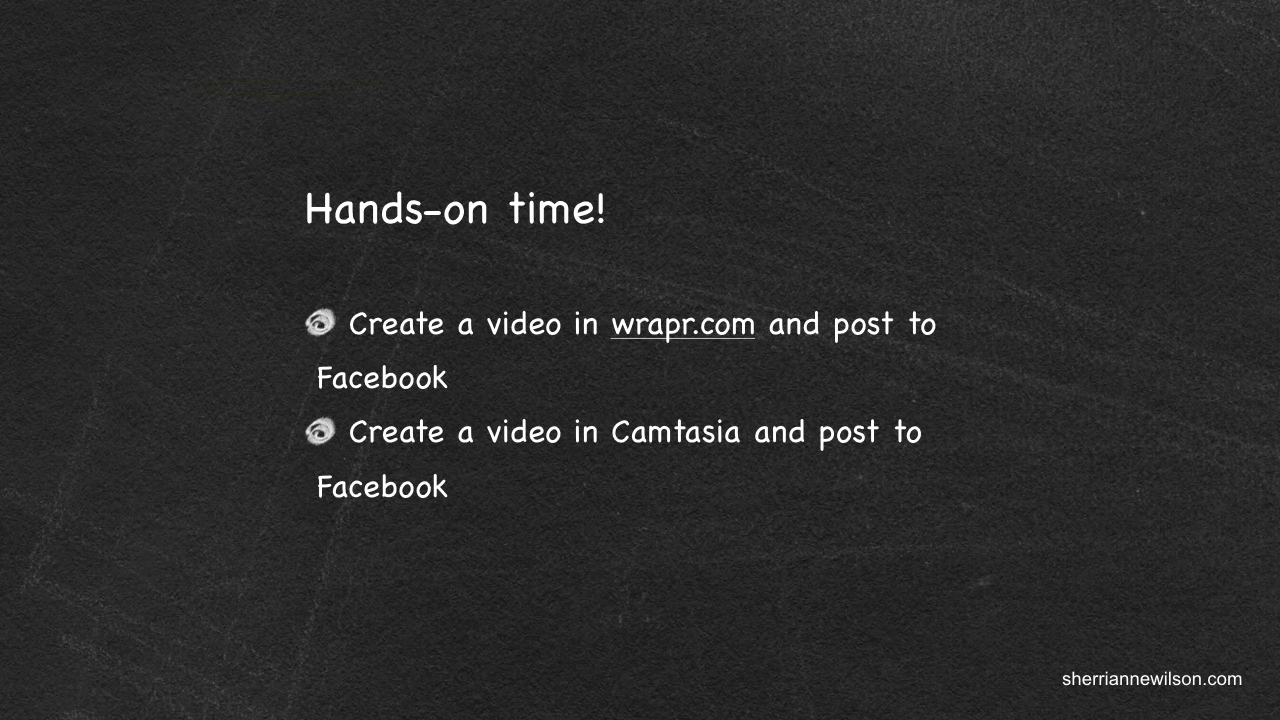 Hands-on time!
Create a video in wrapr.com and post to
Facebook
Create a video in Camtasia and post to
Facebook
sherriannewilson.com